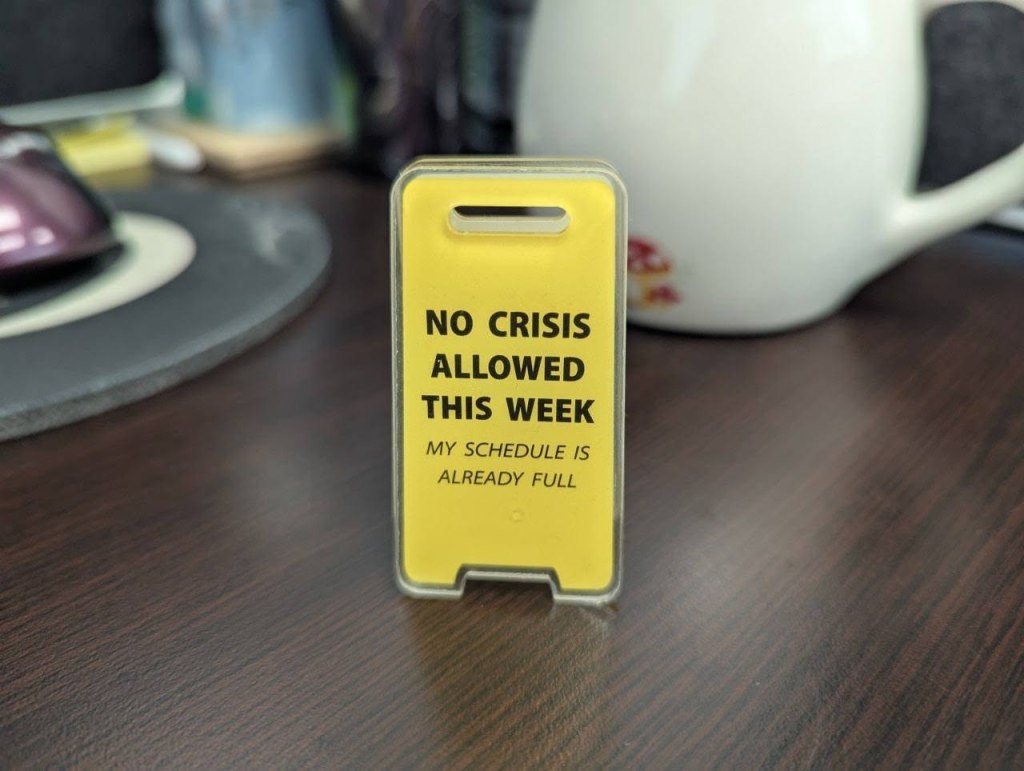 NO CRISIS
ALLOWED
THIS WEEK
MY SCHEDULE IS
ALREADY FULL